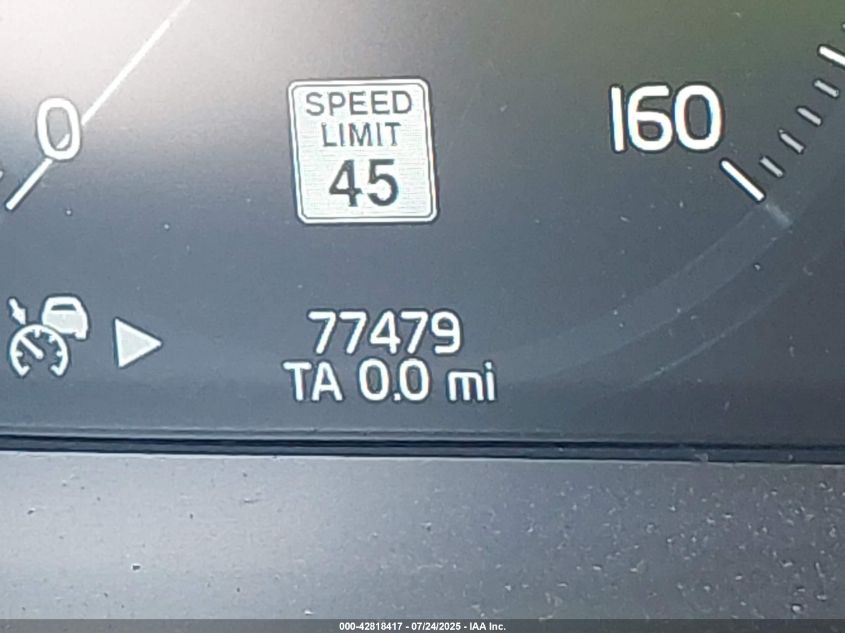 0
SPEED
LIMIT
45
160
77479
TA 0.0 mi
000-42818417 - 07/24/2025 - IAA Inc.